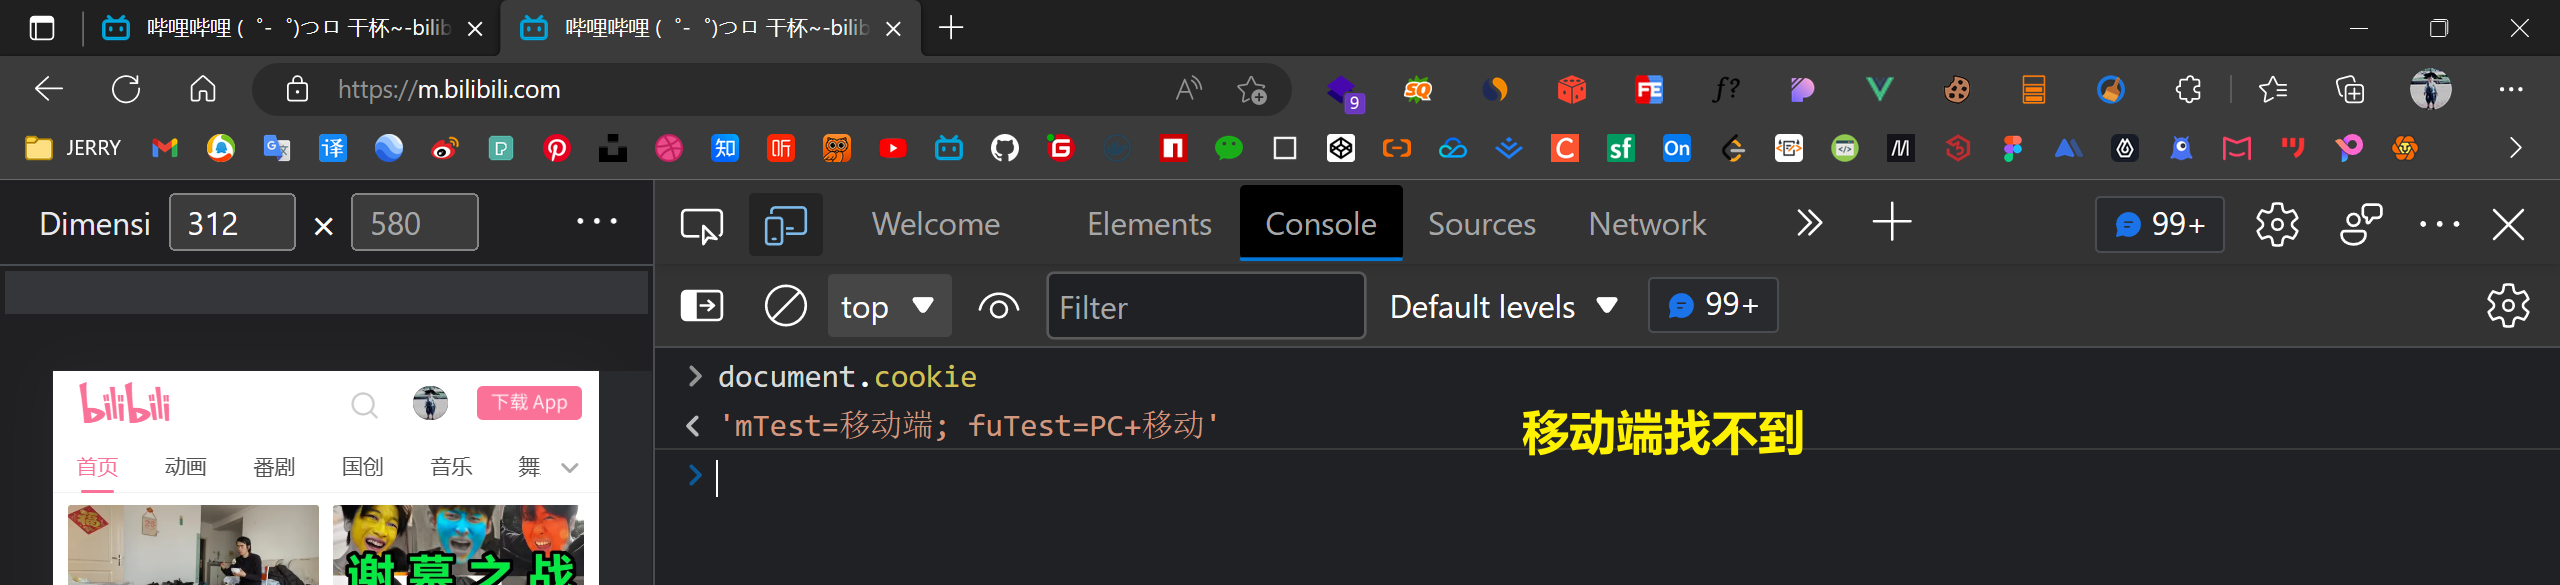 哔哩哔哩 (゜-゜)つロ 干杯~-bilib
哔哩哔哩 (゜-゜)つロ 干杯~-bilib
https://m.bilibili.com
9
JERRY
译
知
听
sf
On
Dimensi 312 × 580
Welcome Elements Console Sources Network 99+
top Filter Default levels 99+
document.cookie
'mTest=移动端; fuTest=PC+移动'
移动端找不到
bilibili 下载 App
首页 动画 番剧 国创 音乐 舞
谢幕之战